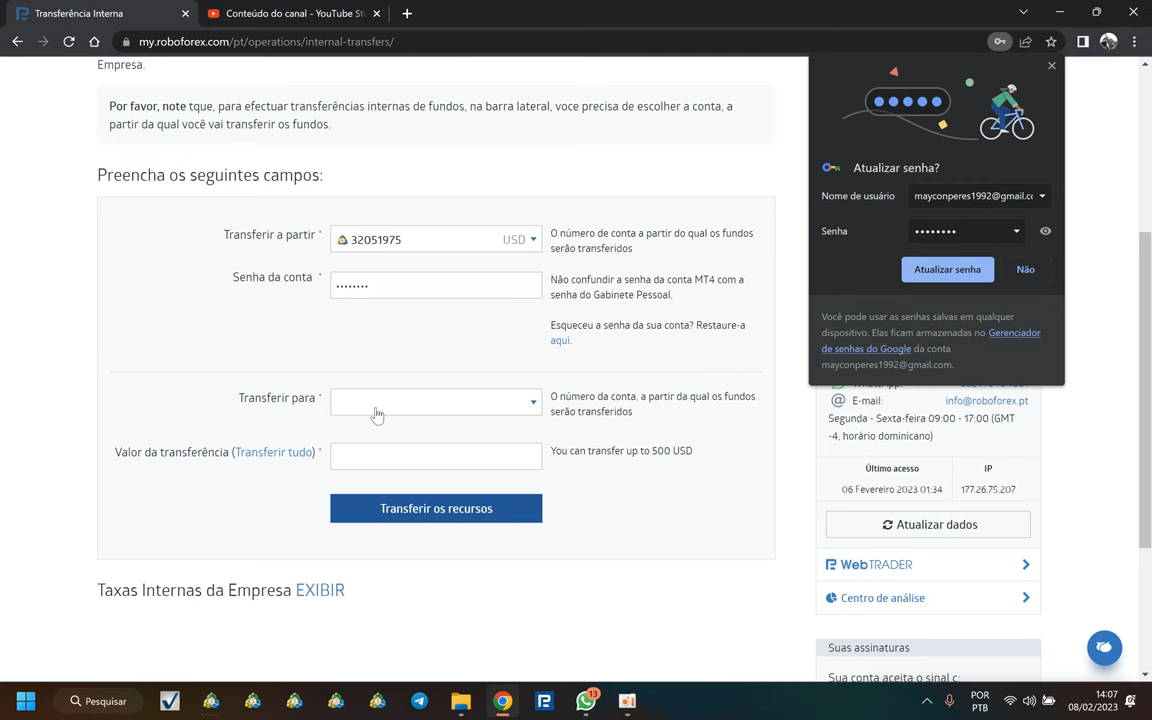 Transferência Interna
Conteúdo do canal - YouTube St
my.roboforex.com/pt/operations/internal-transfers/
Empresa.
Por favor, note tque, para efectuar transferências internas de fundos, na barra lateral, voce precisa de escolher a conta, a
partir da qual você vai transferir os fundos.
Preencha os seguintes campos:
Transferir a partir *
32051975
USD
O número de conta a partir do qual os fundos
serão transferidos
Senha da conta *
••••••••
Não confundir a senha da conta MT4 com a
senha do Gabinete Pessoal.
Esqueceu a senha da sua conta? Restaure-a
aqui.
Transferir para *
O número da conta, a partir da qual os fundos
serão transferidos
Valor da transferência (Transferir tudo) *
You can transfer up to 500 USD
Transferir os recursos
Taxas Internas da Empresa EXIBIR
Atualizar senha?
Nome de usuário
mayconperes1992@gmail.cc
Senha
••••••••
Atualizar senha
Não
Você pode usar as senhas salvas em qualquer
dispositivo. Elas ficam armazenadas no Gerenciador
de senhas do Google da conta
mayconperes1992@gmail.com.
E-mail:
info@roboforex.pt
Segunda - Sexta-feira 09:00 - 17:00 (GMT
-4, horário dominicano)
Último acesso
IP
06 Fevereiro 2023 01:34
177.26.75.207
Atualizar dados
WebTRADER
Centro de análise
Suas assinaturas
Sua conta aceita o sinal c
Pesquisar
13
POR
PTB
14:07
08/02/2023